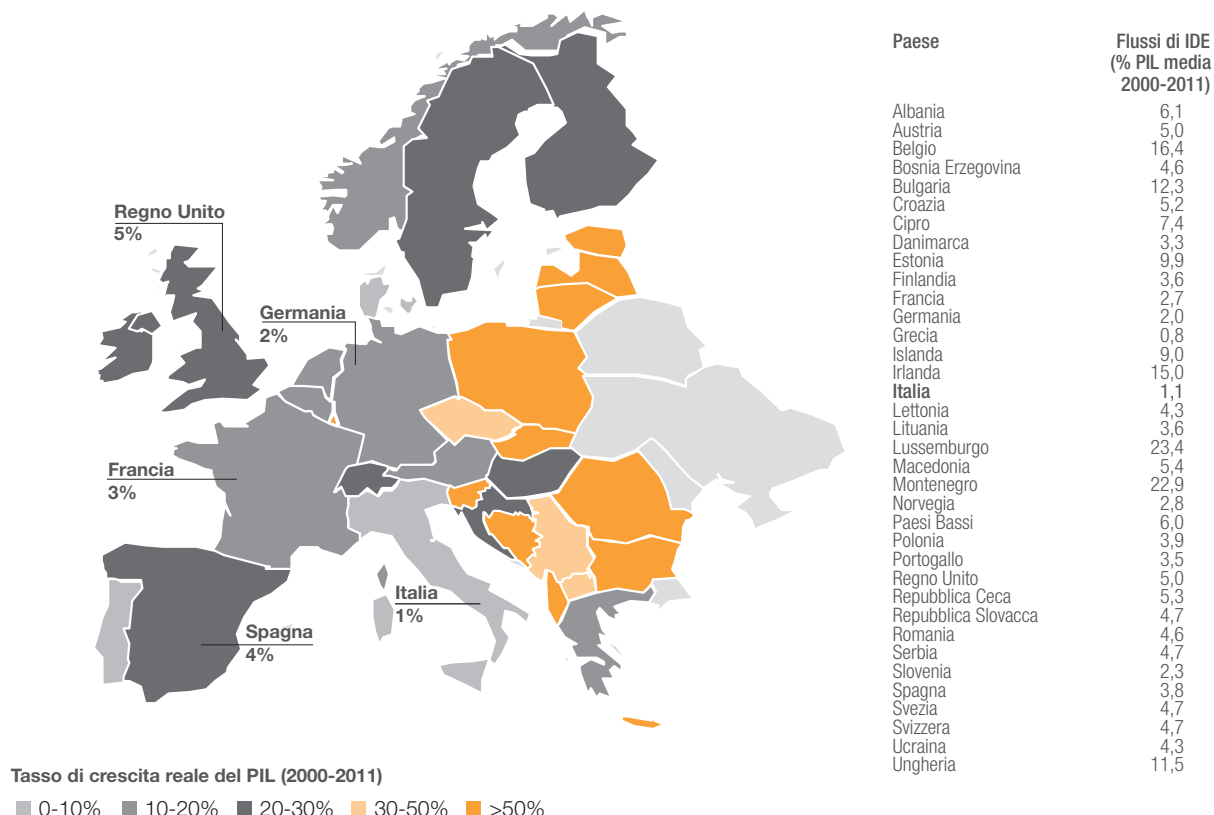 Regno Unito
5%
Germania
2%
Francia
3%
Italia
1%
Spagna
4%
Tasso di crescita reale del PIL (2000-2011)
0-10% 10-20% 20-30% 30-50% >50%
Paese Flussi di IDE
(% PIL media
2000-2011)
Albania 6,1
Austria 5,0
Belgio 16,4
Bosnia Erzegovina 4,6
Bulgaria 12,3
Croazia 5,2
Cipro 7,4
Danimarca 3,3
Estonia 9,9
Finlandia 3,6
Francia 2,7
Germania 2,0
Grecia 0,8
Islanda 9,0
Irlanda 15,0
Italia 1,1
Lettonia 4,3
Lituania 3,6
Lussemburgo 23,4
Macedonia 5,4
Montenegro 22,9
Norvegia 2,8
Paesi Bassi 6,0
Polonia 3,9
Portogallo 3,5
Regno Unito 5,0
Repubblica Ceca 5,3
Repubblica Slovacca 4,7
Romania 4,6
Serbia 4,7
Slovenia 2,3
Spagna 3,8
Svezia 4,7
Svizzera 4,7
Ucraina 4,3
Ungheria 11,5